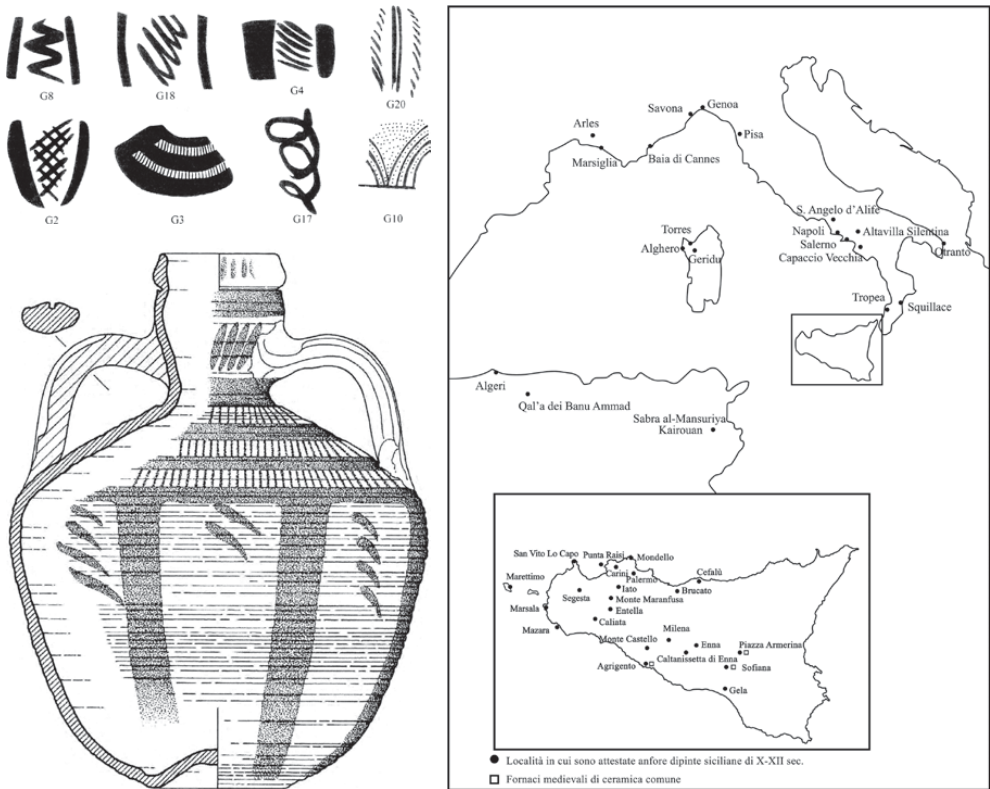 G8
G18
G4
G20
G2
G3
G17
G10
Savona
Genoa
Arles
Pisa
Marsiglia
Baia di Cannes
S. Angelo d'Alife
Torres
Napoli
Altavilla Silentina
Alghero
Salerno
Geridu
Capaccio Vecchia
Otranto
Tropea
Squillace
Algeri
Qal'a dei Banu Ammad
Sabra al-Mansuriya
Kairouan
San Vito Lo Capo
Punta Raisi
Mondello
Carini
Palermo
Cefalù
Marettimo
Iato
Brucato
Segesta
Monte Maranfusa
Marsala
Entella
Caliata
Mazara
Milena
Monte Castello
Enna
Piazza Armerina
Caltanissetta di Enna
Agrigento
Sofiana
Gela
Località in cui sono attestate anfore dipinte siciliane di X-XII sec.
Fornaci medievali di ceramica comune